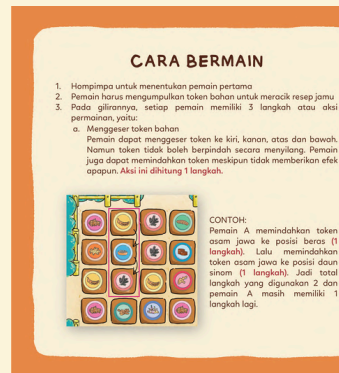 CARA BERMAIN
1. Hompimpa untuk menentukan pemain pertama
2. Pemain harus mengumpulkan token bahan untuk meracik resep jamu
3. Pada gilirannya, setiap pemain memiliki 3 langkah atau aksi
permainan, yaitu:
a. Menggeser token bahan
Pemain dapat menggeser token ke kiri, kanan, atas dan bawah.
Namun token tidak boleh berpindah secara menyilang. Pemain
juga dapat memindahkan token meskipun tidak memberikan efek
apapun. Aksi ini dihitung 1 langkah.
CONTOH:
Pemain A memindahkan token
asam jawa ke posisi beras (1
langkah). Lalu memindahkan
token asam jawa ke posisi daun
sinom (1 langkah). Jadi total
langkah yang digunakan 2 dan
pemain A masih memiliki 1
langkah lagi.